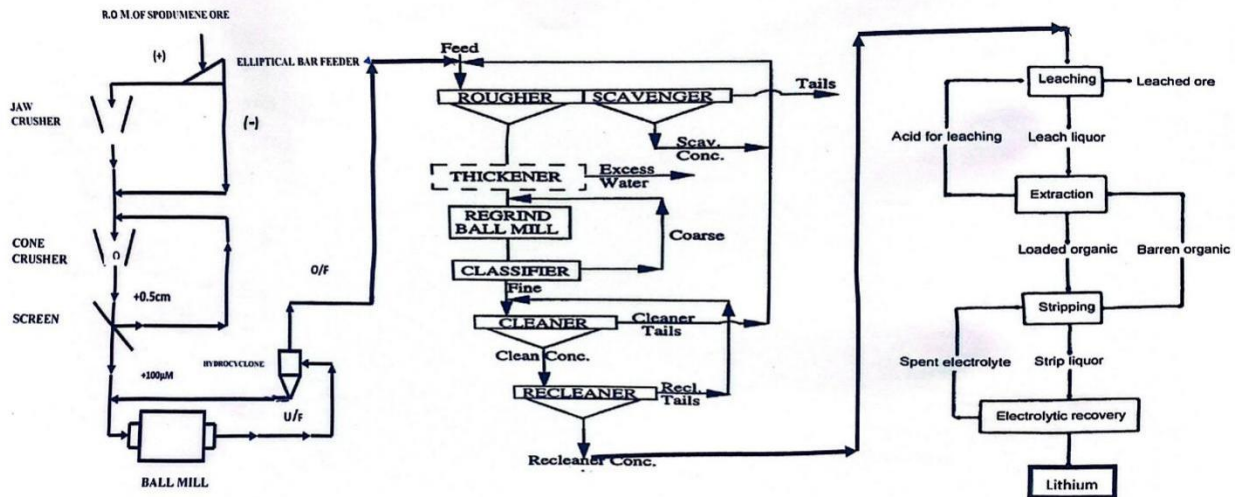 R.O M.OF SPODUMENE ORE
(+)
ELLIPTICAL BAR FEEDER
JAW
CRUSHER
(-)
CONE
CRUSHER
Ω
+0.5cm
SCREEN
O/F
HYDROCYCLONE
+100µM
U/F
BALL MILL
Feed
ROUGHER
SCAVENGER
Tails
Scav.
Conc.
THICKENER
Excess
Water
REGRIND
BALL MILL
Coarse
CLASSIFIER
Fine
CLEANER
Cleaner
Tails
Clean Conc.
RECLEANER
Recl.
Tails
Recleaner Conc.
Leaching
Leached ore
Acid for leaching
Leach liquor
Extraction
Loaded organic
Barren organic
Stripping
Spent electrolyte
Strip liquor
Electrolytic recovery
Lithium